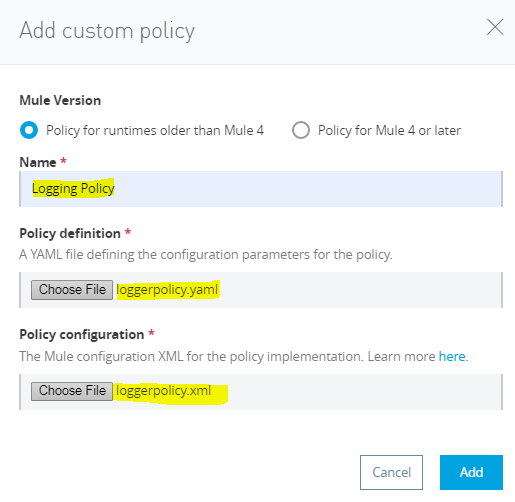 Add custom policy
Mule Version
Policy for runtimes older than Mule 4 Policy for Mule 4 or later
Name *
Logging Policy
Policy definition *
A YAML file defining the configuration parameters for the policy.
Choose File loggerpolicy.yaml
Policy configuration *
The Mule configuration XML for the policy implementation. Learn more here.
Choose File loggerpolicy.xml
Cancel Add